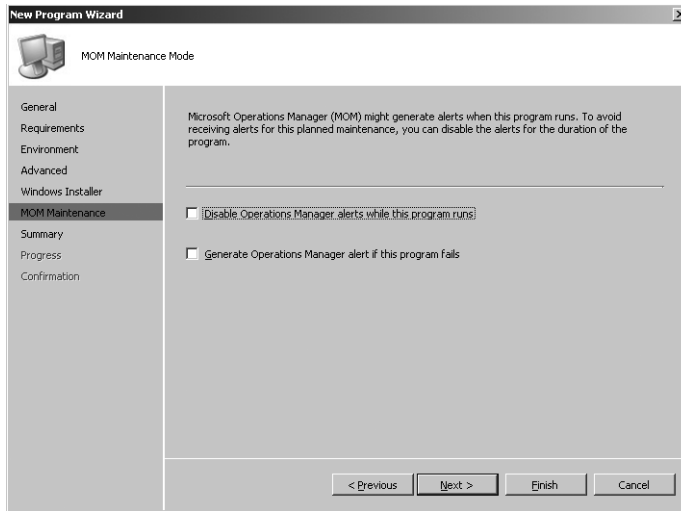 New Program Wizard
MOM Maintenance Mode
General
Requirements
Environment
Advanced
Windows Installer
MOM Maintenance
Summary
Progress
Confirmation
Microsoft Operations Manager (MOM) might generate alerts when this program runs. To avoid
receiving alerts for this planned maintenance, you can disable the alerts for the duration of the
program.
Disable Operations Manager alerts while this program runs
Generate Operations Manager alert if this program fails
< Previous
Next >
Finish
Cancel